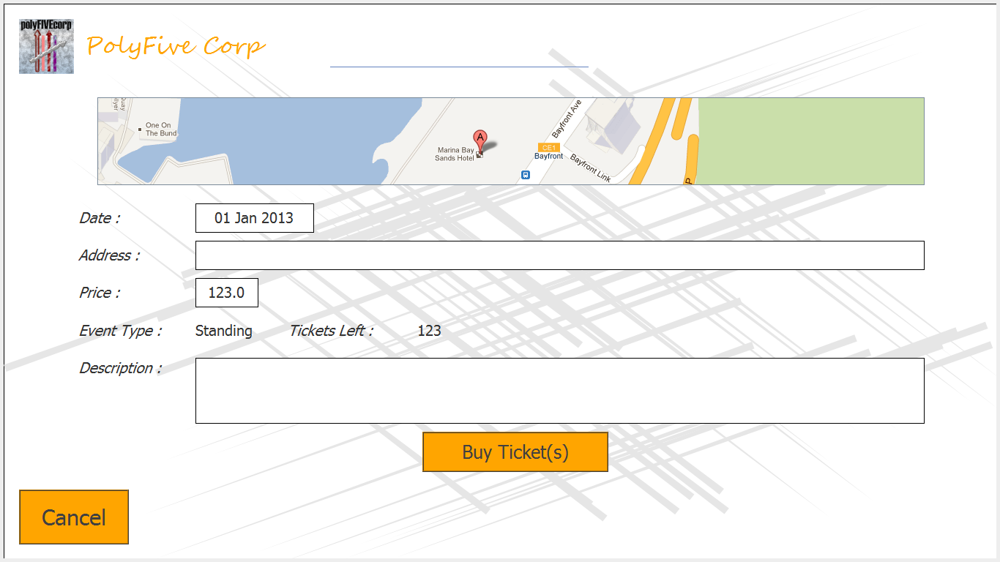 polyFIVEcorp
PolyFive Corp
Quay
One On
The Bund
Bayfront Ave
A
Marina Bay
Sands Hotel
CE1
Bayfront
Bayfront Link
P
Date :
01 Jan 2013
Address :
Price :
123.0
Event Type :
Standing
Tickets Left :
123
Description :
Buy Ticket(s)
Cancel